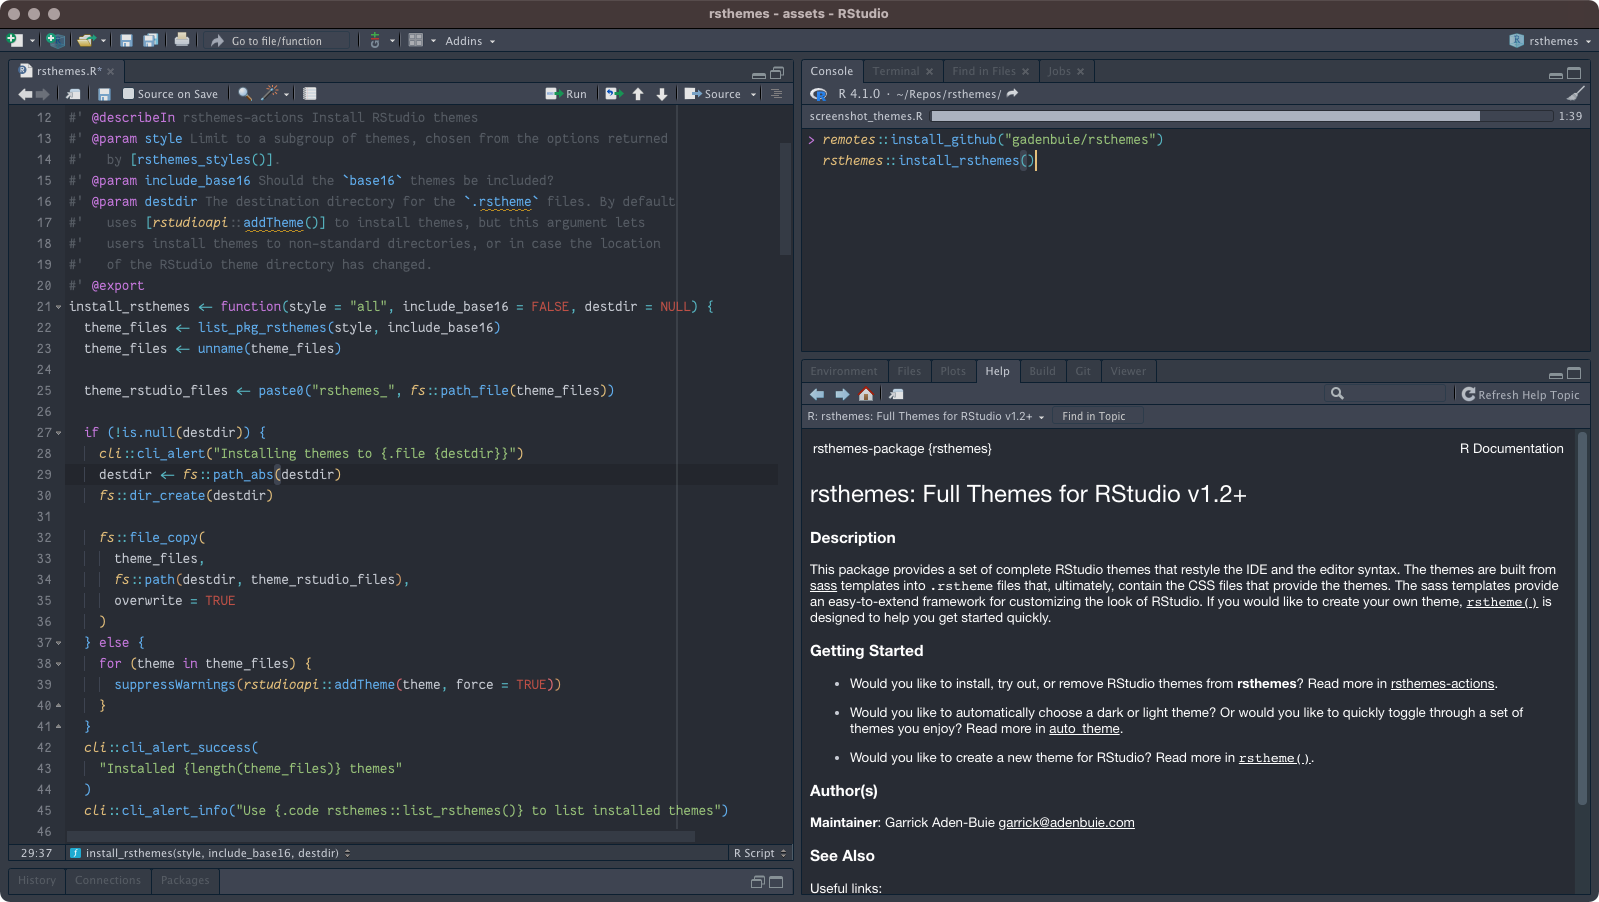 rsthemes - assets - RStudio
Go to file/function
Addins
rsthemes
rsthemes.R*
Source on Save
Run
Source
12 #' @describeIn rsthemes-actions Install RStudio themes
13 #' @param style Limit to a subgroup of themes, chosen from the options returned
14 #'   by [rsthemes_styles()].
15 #' @param include_base16 Should the `base16` themes be included?
16 #' @param destdir The destination directory for the `.rstheme` files. By default
17 #'   uses [rstudioapi::addTheme()] to install themes, but this argument lets
18 #'   users install themes to non-standard directories, or in case the location
19 #'   of the RStudio theme directory has changed.
20 #' @export
21 install_rsthemes <- function(style = "all", include_base16 = FALSE, destdir = NULL) {
22   theme_files <- list_pkg_rsthemes(style, include_base16)
23   theme_files <- unname(theme_files)
24
25   theme_rstudio_files <- paste0("rsthemes_", fs::path_file(theme_files))
26
27   if (!is.null(destdir)) {
28     cli::cli_alert("Installing themes to {.file {destdir}}")
29     destdir <- fs::path_abs(destdir)
30     fs::dir_create(destdir)
31
32     fs::file_copy(
33       theme_files,
34       fs::path(destdir, theme_rstudio_files),
35       overwrite = TRUE
36     )
37   } else {
38     for (theme in theme_files) {
39       suppressWarnings(rstudioapi::addTheme(theme, force = TRUE))
40     }
41   }
42   cli::cli_alert_success(
43     "Installed {length(theme_files)} themes"
44   )
45   cli::cli_alert_info("Use {.code rsthemes::list_rsthemes()} to list installed themes")
46
29:37 install_rsthemes(style, include_base16, destdir) R Script
History Connections Packages
Console Terminal Find in Files Jobs
R 4.1.0 · ~/Repos/rsthemes/
screenshot_themes.R 1:39
> remotes::install_github("gadenbuie/rsthemes")
rsthemes::install_rsthemes()
Environment Files Plots Help Build Git Viewer
Refresh Help Topic
R: rsthemes: Full Themes for RStudio v1.2+ Find in Topic
rsthemes-package {rsthemes} R Documentation
rsthemes: Full Themes for RStudio v1.2+
Description
This package provides a set of complete RStudio themes that restyle the IDE and the editor syntax. The themes are built from
sass templates into .rstheme files that, ultimately, contain the CSS files that provide the themes. The sass templates provide
an easy-to-extend framework for customizing the look of RStudio. If you would like to create your own theme, rstheme() is
designed to help you get started quickly.
Getting Started
• Would you like to install, try out, or remove RStudio themes from rsthemes? Read more in rsthemes-actions.
• Would you like to automatically choose a dark or light theme? Or would you like to quickly toggle through a set of
themes you enjoy? Read more in auto_theme.
• Would you like to create a new theme for RStudio? Read more in rstheme().
Author(s)
Maintainer: Garrick Aden-Buie garrick@adenbuie.com
See Also
Useful links: